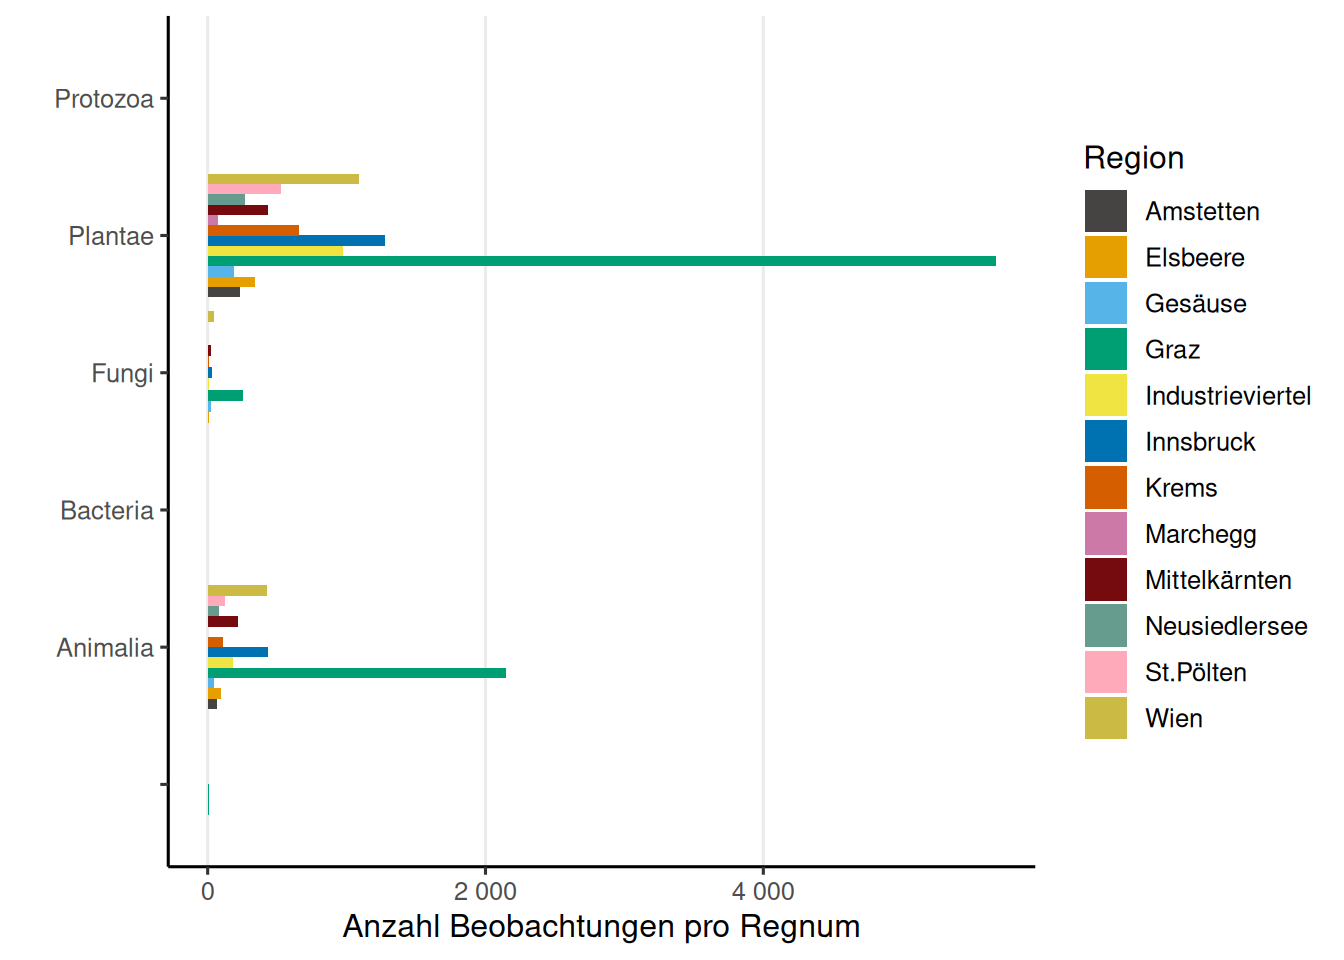 Protozoa
Plantae
Fungi
Bacteria
Animalia
0
2 000
4 000
Anzahl Beobachtungen pro Regnum
Region
Amstetten
Elsbeere
Gesäuse
Graz
Industrieviertel
Innsbruck
Krems
Marchegg
Mittelkärnten
Neusiedlersee
St.Pölten
Wien